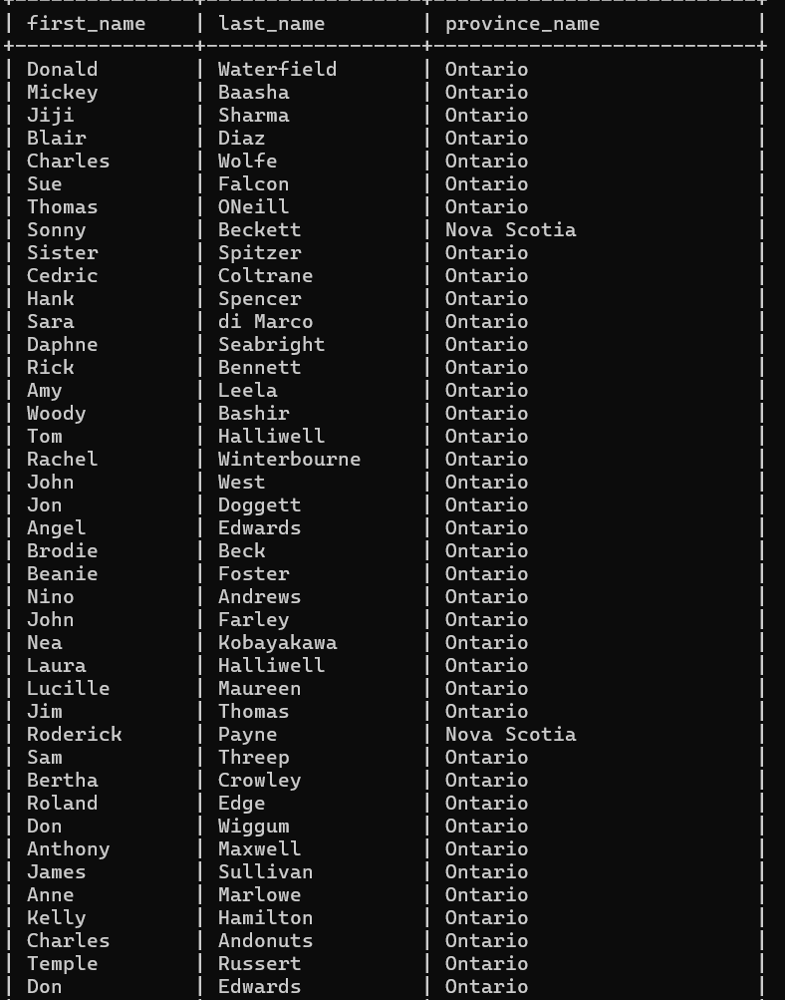 | first_name | last_name | province_name |
| Donald | Waterfield | Ontario |
| Mickey | Baasha | Ontario |
| Jiji | Sharma | Ontario |
| Blair | Diaz | Ontario |
| Charles | Wolfe | Ontario |
| Sue | Falcon | Ontario |
| Thomas | ONeill | Ontario |
| Sonny | Beckett | Nova Scotia |
| Sister | Spitzer | Ontario |
| Cedric | Coltrane | Ontario |
| Hank | Spencer | Ontario |
| Sara | di Marco | Ontario |
| Daphne | Seabright | Ontario |
| Rick | Bennett | Ontario |
| Amy | Leela | Ontario |
| Woody | Bashir | Ontario |
| Tom | Halliwell | Ontario |
| Rachel | Winterbourne | Ontario |
| John | West | Ontario |
| Jon | Doggett | Ontario |
| Angel | Edwards | Ontario |
| Brodie | Beck | Ontario |
| Beanie | Foster | Ontario |
| Nino | Andrews | Ontario |
| John | Farley | Ontario |
| Nea | Kobayakawa | Ontario |
| Laura | Halliwell | Ontario |
| Lucille | Maureen | Ontario |
| Jim | Thomas | Ontario |
| Roderick | Payne | Nova Scotia |
| Sam | Threep | Ontario |
| Bertha | Crowley | Ontario |
| Roland | Edge | Ontario |
| Don | Wiggum | Ontario |
| Anthony | Maxwell | Ontario |
| James | Sullivan | Ontario |
| Anne | Marlowe | Ontario |
| Kelly | Hamilton | Ontario |
| Charles | Andonuts | Ontario |
| Temple | Russert | Ontario |
| Don | Edwards | Ontario |